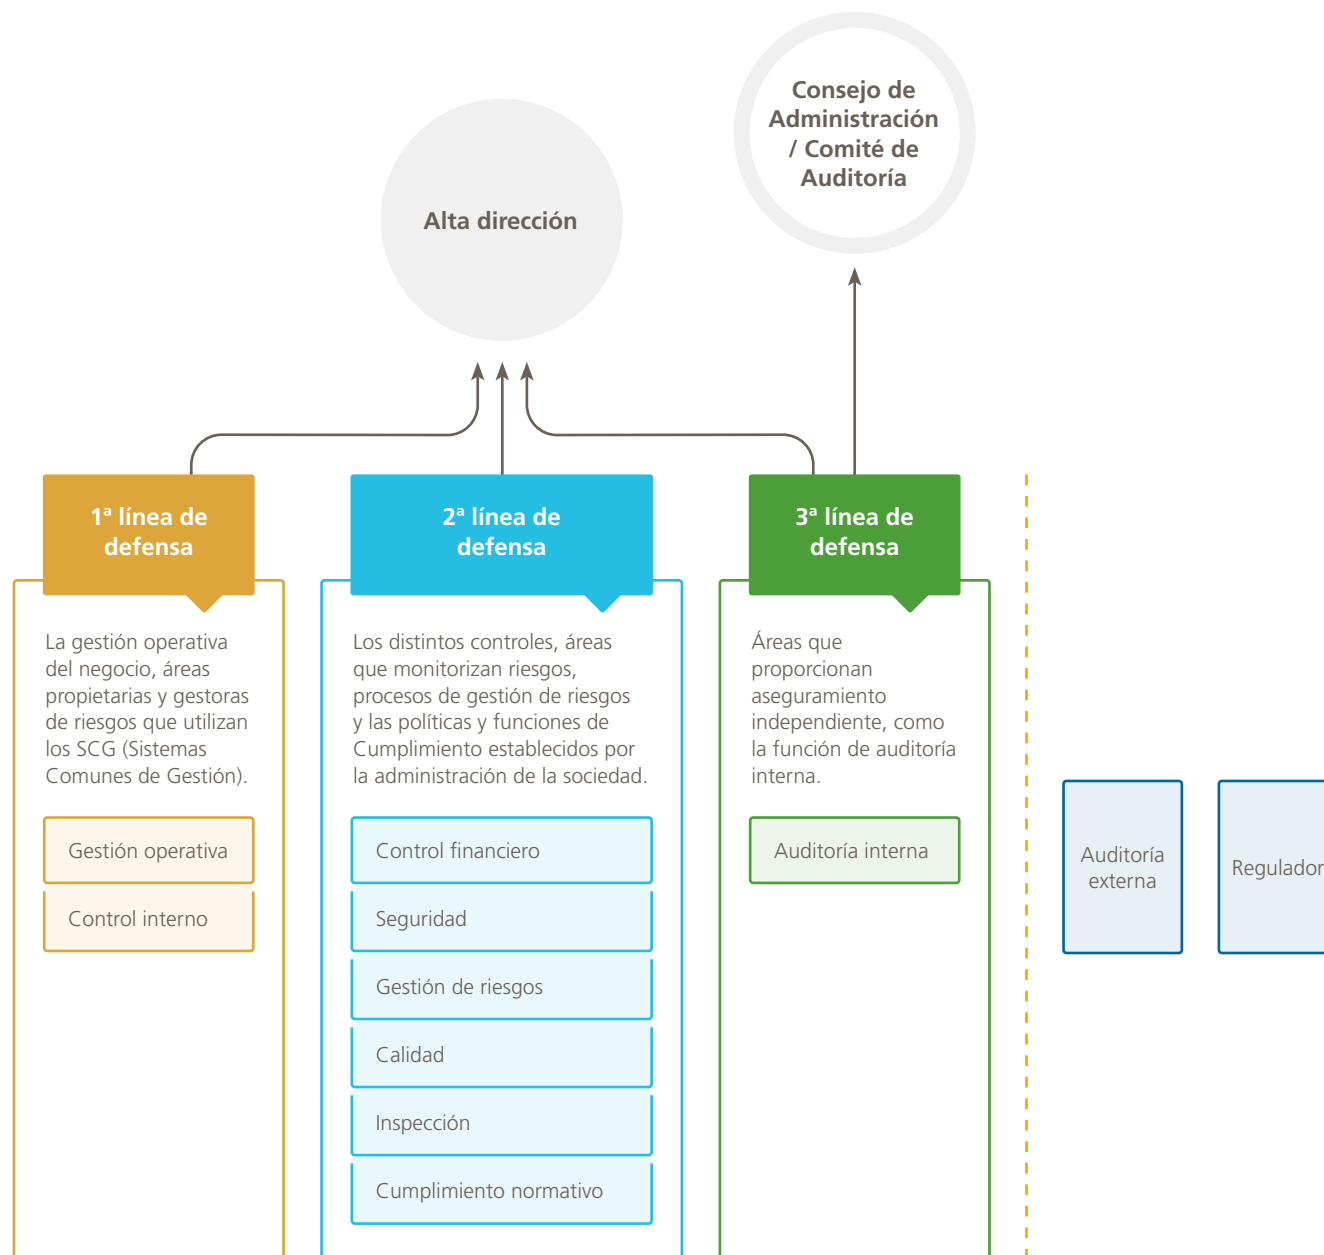 Consejo de
Administración
/ Comité de
Auditoría
Alta dirección
1ª línea de
defensa
La gestión operativa
del negocio, áreas
propietarias y gestoras
de riesgos que utilizan
los SCG (Sistemas
Comunes de Gestión).
Gestión operativa
Control interno
2ª línea de
defensa
Los distintos controles, áreas
que monitorizan riesgos,
procesos de gestión de riesgos
y las políticas y funciones de
Cumplimiento establecidos por
la administración de la sociedad.
Control financiero
Seguridad
Gestión de riesgos
Calidad
Inspección
Cumplimiento normativo
3ª línea de
defensa
Áreas que
proporcionan
aseguramiento
independiente, como
la función de auditoría
interna.
Auditoría interna
Auditoría
externa
Regulador